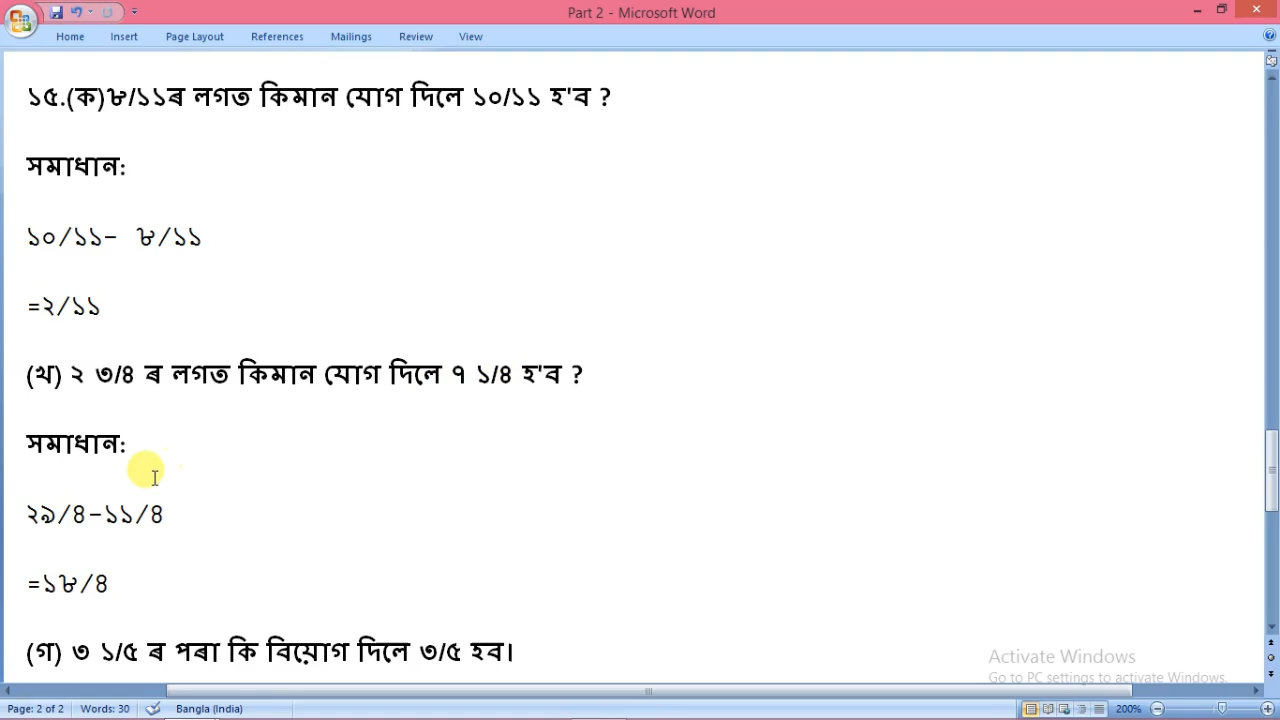 Part 2 - Microsoft Word
Home Insert Page Layout References Mailings Review View
১৫.(ক)৮/১১ৰ লগত কিমান যোগ দিলে ১০/১১ হ'ব ?
সমাধান:
১০/১১- ৮/১১
=২/১১
(খ) ২ ৩/৪ ৰ লগত কিমান যোগ দিলে ৭ ১/৪ হ'ব ?
সমাধান:
২৯/৪-১১/৪
=১৮/৪
(গ) ৩ ১/৫ ৰ পৰা কি বিয়োগ দিলে ৩/৫ হব।
Activate Windows
Go to PC settings to activate Windows.
Page: 2 of 2 Words: 30 Bangla (India) 200%